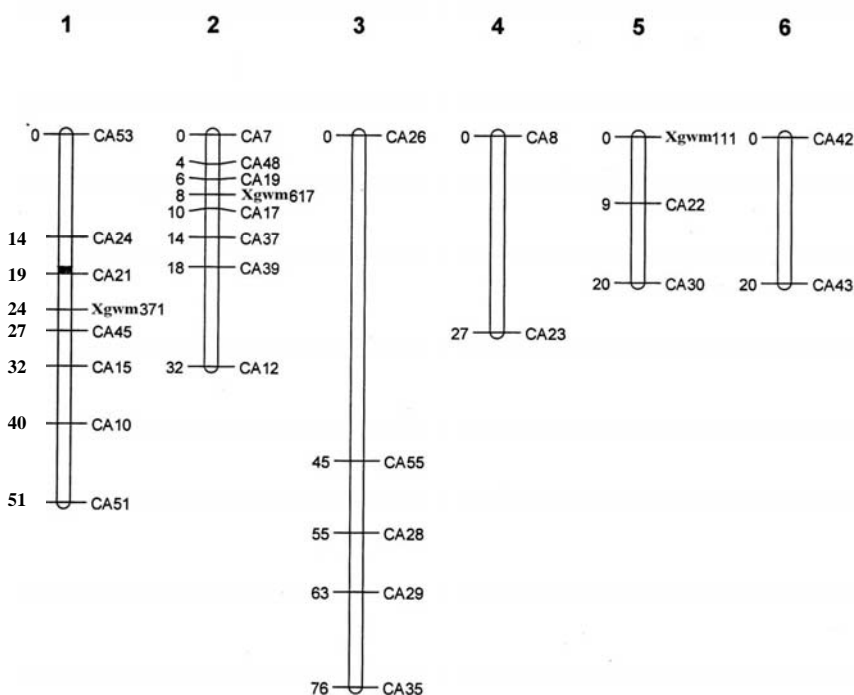 1 2 3 4 5 6
0 CA53
14 CA24
19 CA21
24 Xgwm371
27 CA45
32 CA15
40 CA10
51 CA51
0 CA7
4 CA48
6 CA19
8 Xgwm617
10 CA17
14 CA37
18 CA39
32 CA12
0 CA26
45 CA55
55 CA28
63 CA29
76 CA35
0 CA8
27 CA23
0 Xgwm111
9 CA22
20 CA30
0 CA42
20 CA43